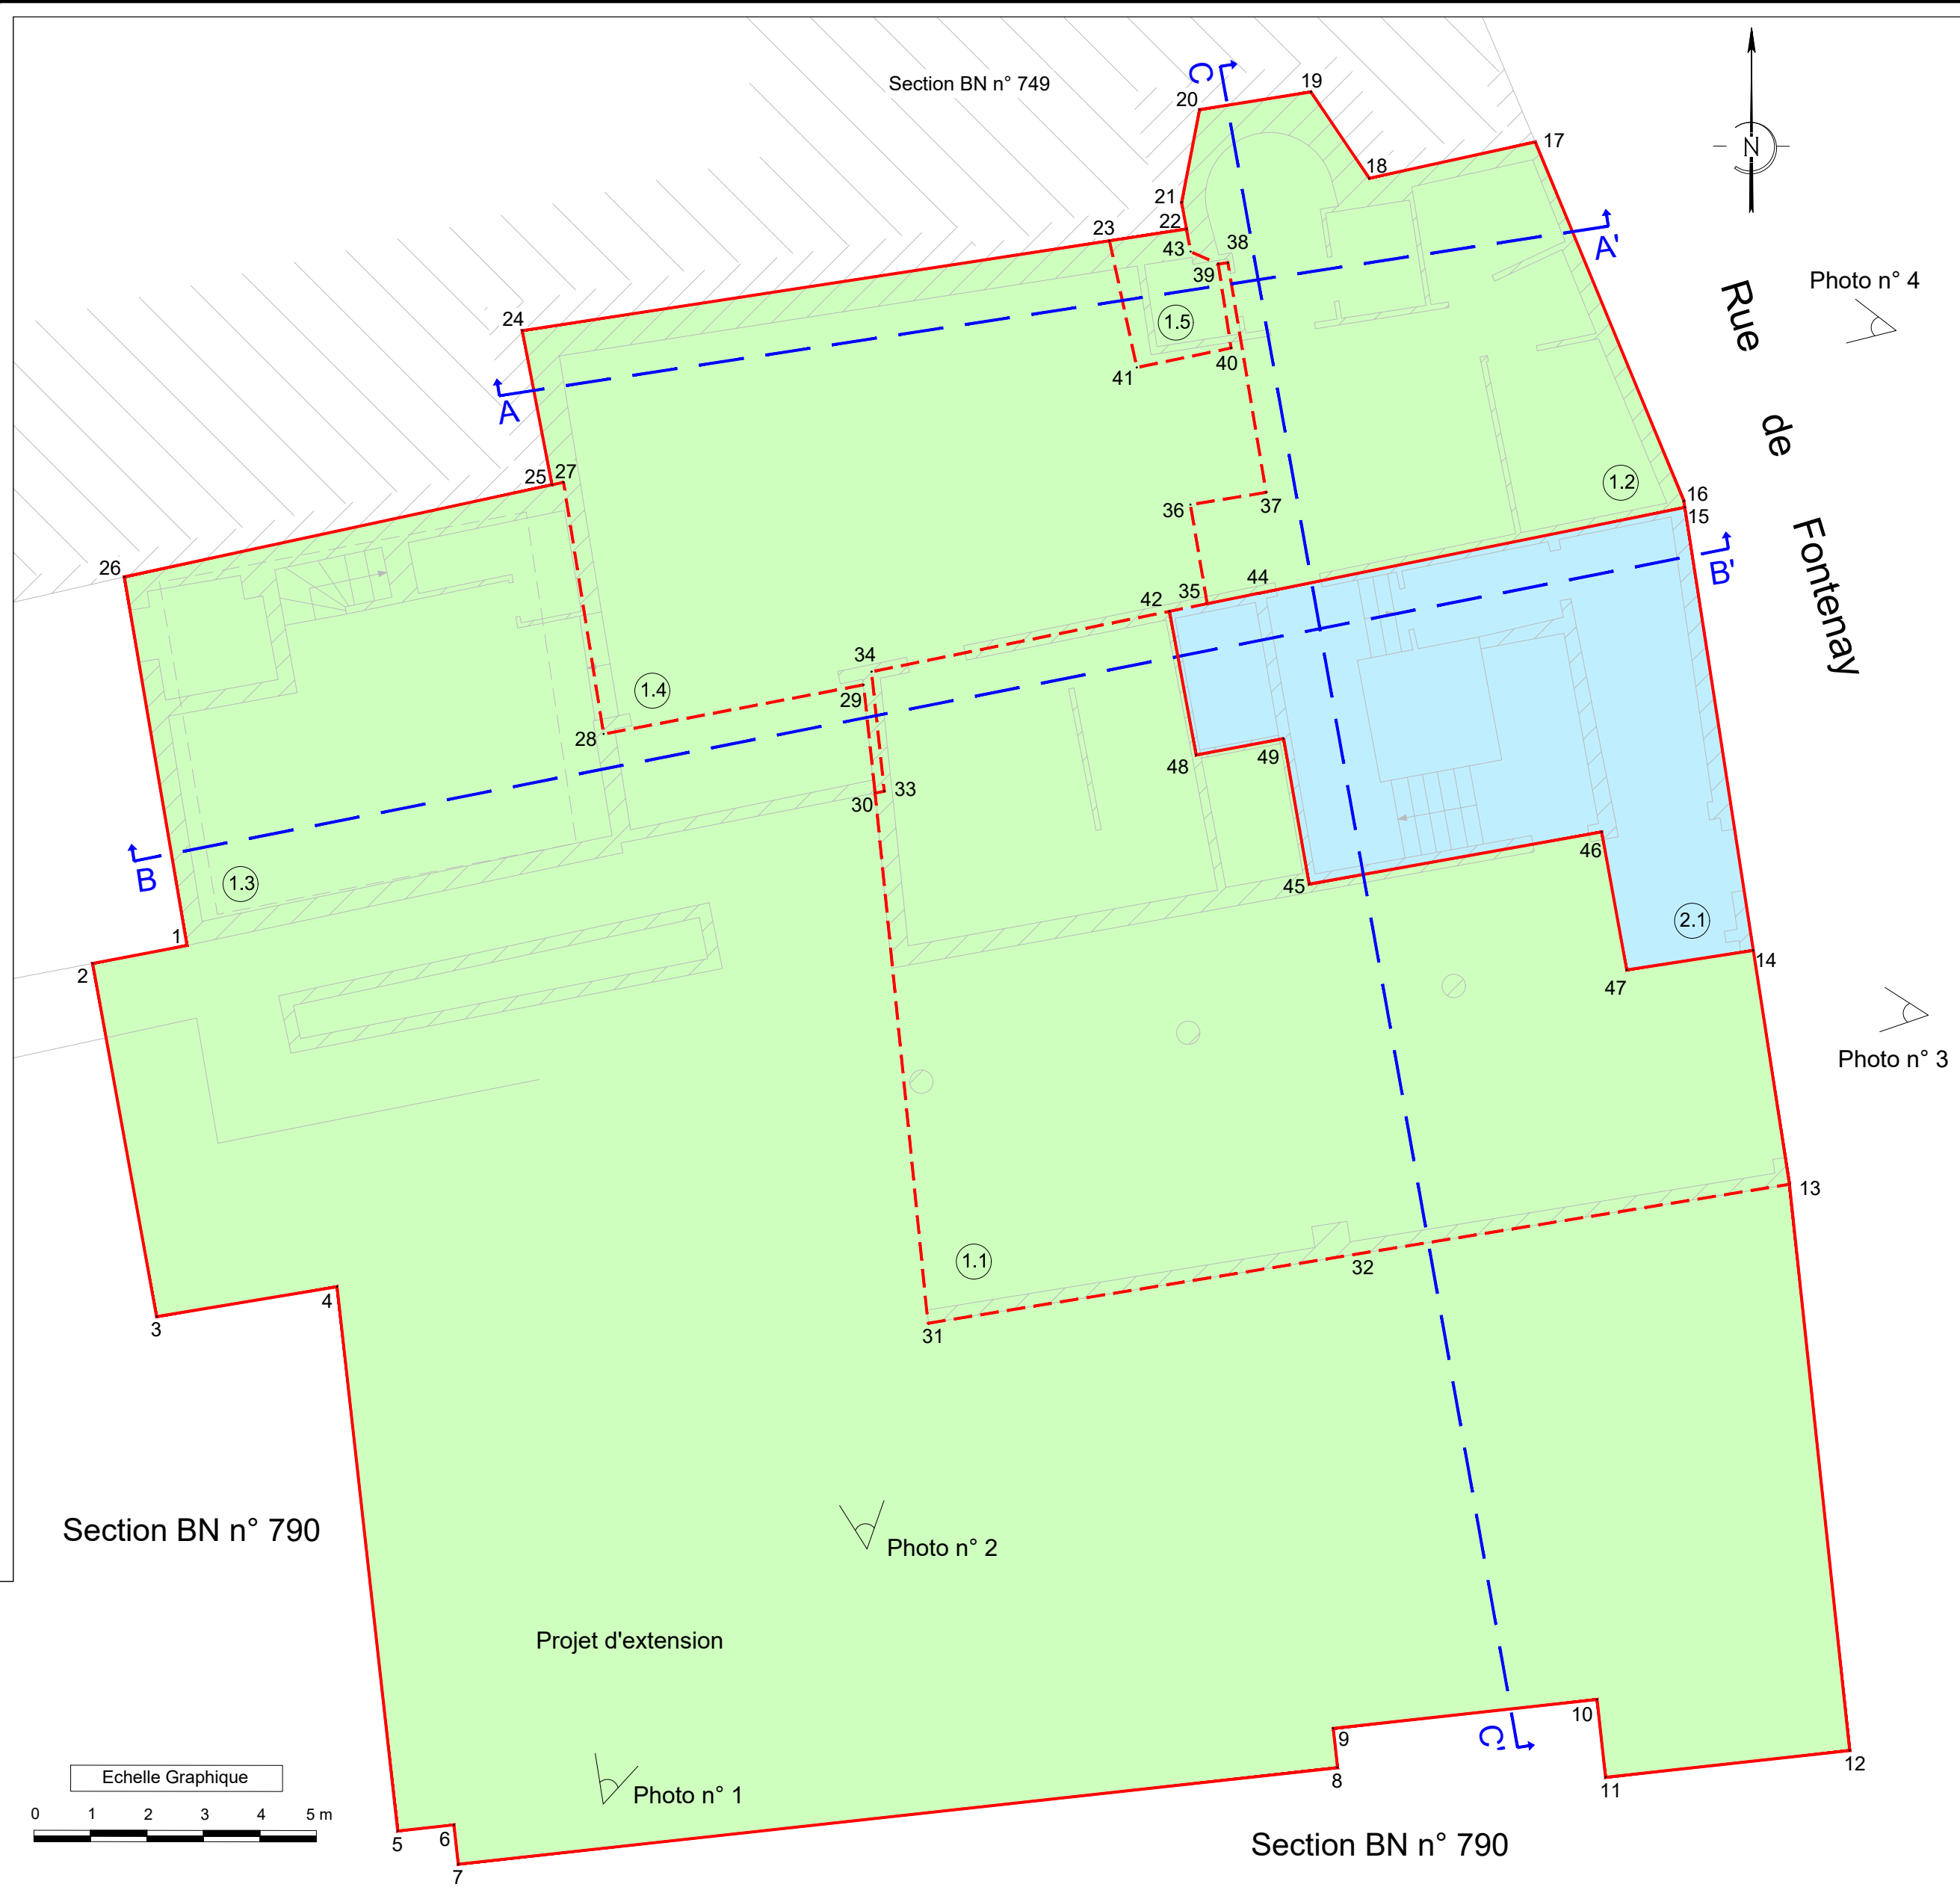 Section BN n° 749
C
19
20
17
18
21
22
23
43
38
39
A'
Photo n° 4
Rue
de
Fontenay
24
1.5
40
41
A
25
27
1.2
16
15
36
37
B'
26
44
35
42
34
1.4
29
28
49
48
33
30
46
45
1.3
B
2.1
1
2
14
47
Photo n° 3
13
1.1
32
4
3
31
Section BN n° 790
Photo n° 2
Projet d'extension
10
C'
9
12
8
11
Echelle Graphique
Photo n° 1
0 1 2 3 4 5 m
5
6
7
Section BN n° 790
N